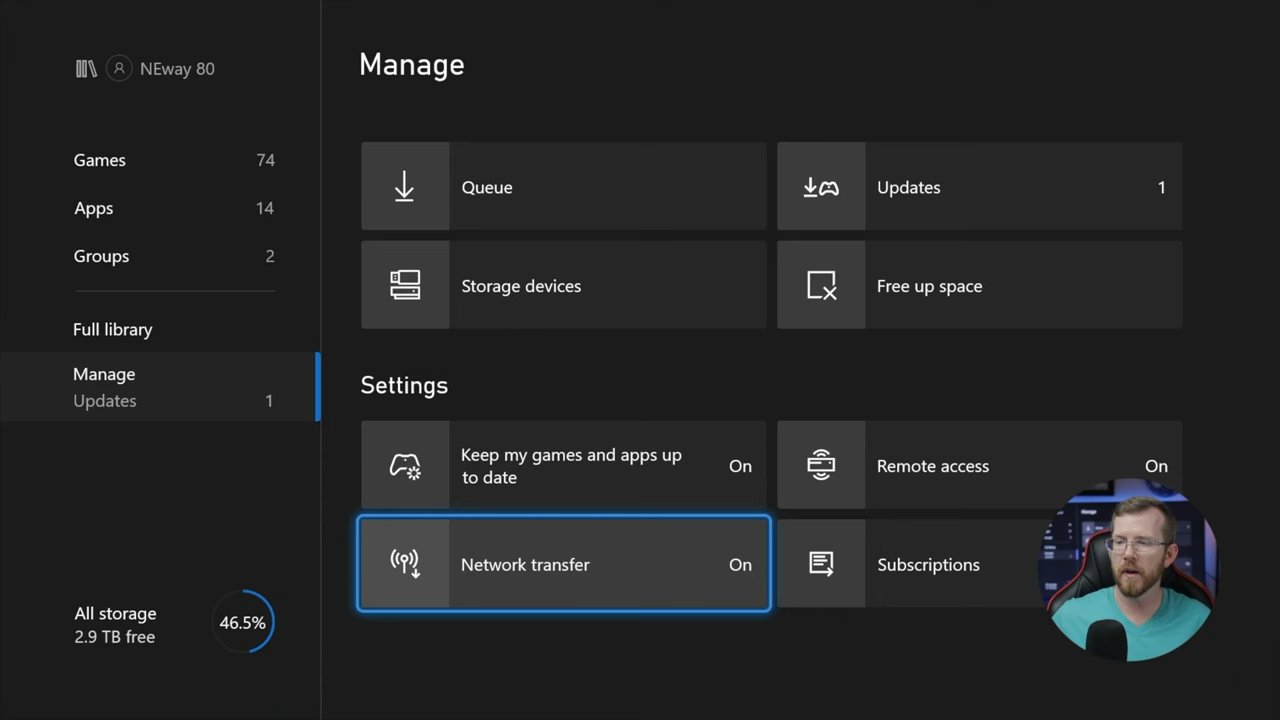 NEway 80
Games 74
Apps 14
Groups 2
Full library
Manage
Updates 1
All storage
2.9 TB free
46.5%
Manage
Queue
Updates 1
Storage devices
Free up space
Settings
Keep my games and apps up
to date
On
Remote access On
Network transfer On
Subscriptions